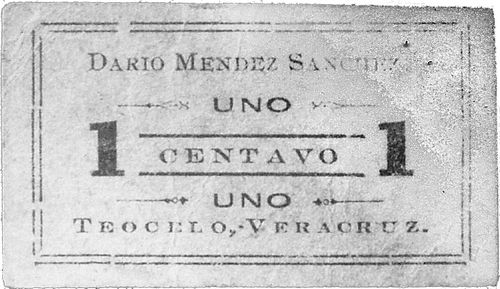 DARIO MENDEZ SANCHEZ
UNO
1 CENTAVO 1
UNO
TEOCELO,-VERACRUZ.